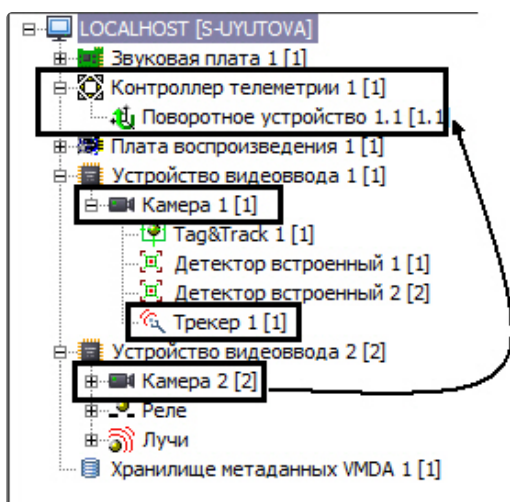 LOCALHOST [S-UYUTOVA]
Звуковая плата 1 [1]
Контроллер телеметрии 1 [1]
Поворотное устройство 1.1 [1.1
Плата воспроизведения 1 [1]
Устройство видеоввода 1 [1]
Камера 1 [1]
Tag&Track 1 [1]
Детектор встроенный 1 [1]
Детектор встроенный 2 [2]
Трекер 1 [1]
Устройство видеоввода 2 [2]
Камера 2 [2]
Реле
Лучи
Хранилище метаданных VMDA 1 [1]